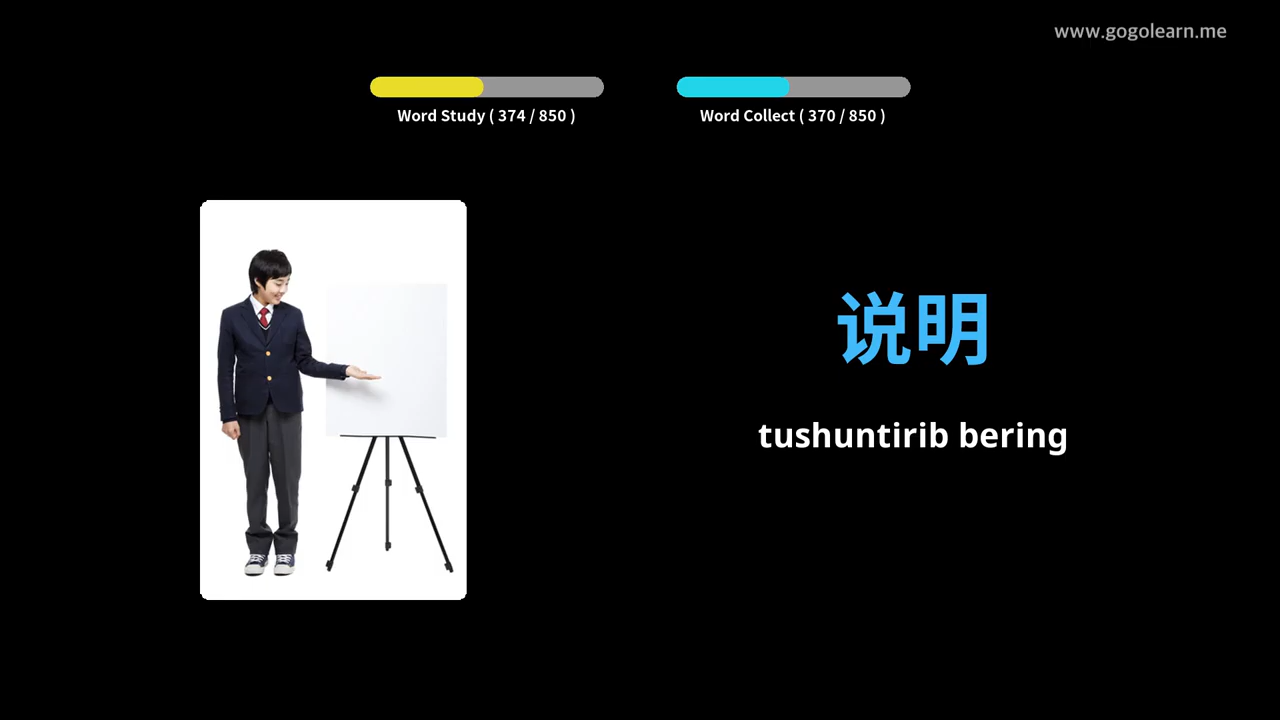 www.gogolearn.me
Word Study ( 374 / 850 )
Word Collect ( 370 / 850 )
说明
tushuntirib bering